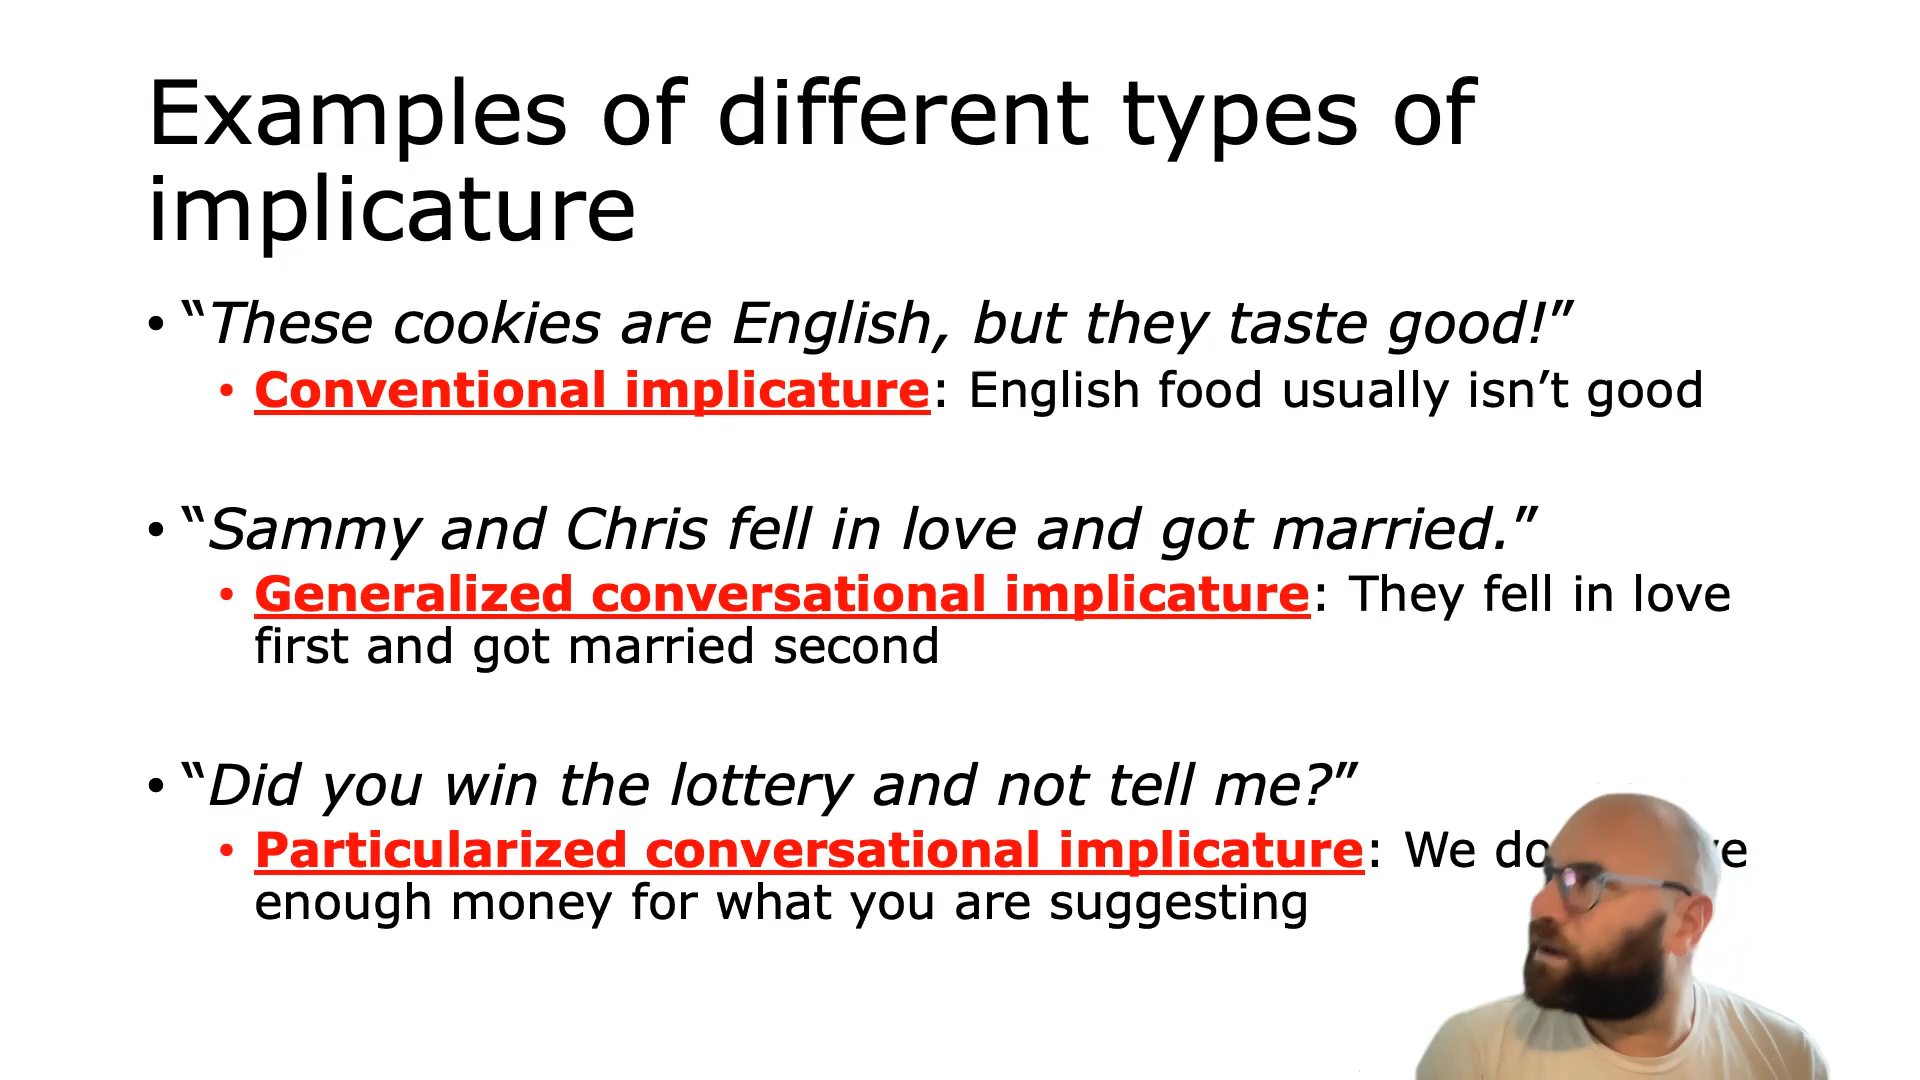 Examples of different types of
implicature
• “These cookies are English, but they taste good!”
• Conventional implicature: English food usually isn’t good
• “Sammy and Chris fell in love and got married.”
• Generalized conversational implicature: They fell in love
first and got married second
• “Did you win the lottery and not tell me?”
• Particularized conversational implicature: We
enough money for what you are suggesting